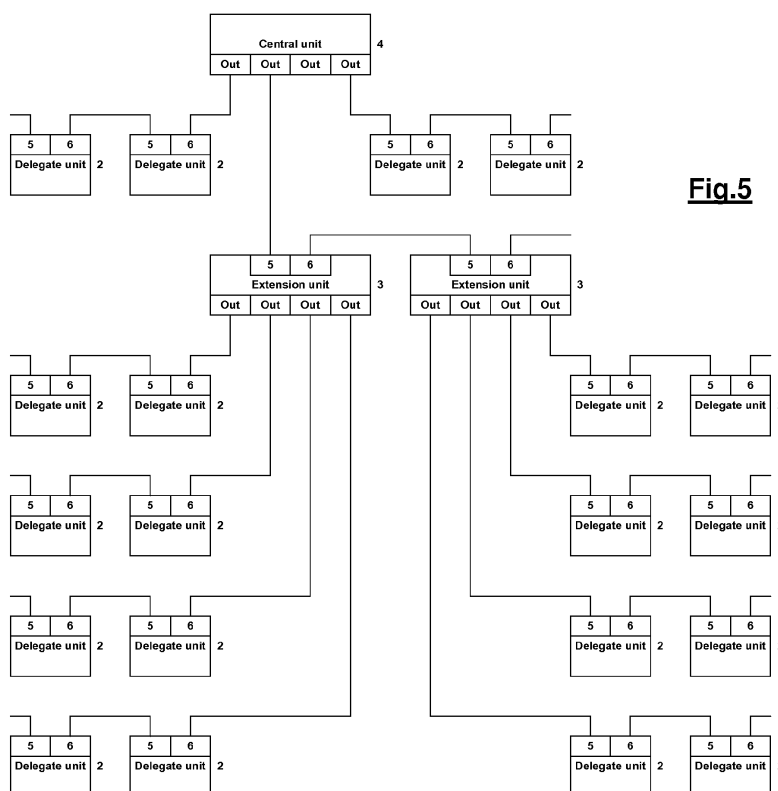 Central unit 4
Out Out Out Out
5 6 5 6 5 6 5 6
Delegate unit 2 Delegate unit 2 Delegate unit 2 Delegate unit 2
Fig.5
5 6 5 6
Extension unit 3 Extension unit 3
Out Out Out Out Out Out Out Out
5 6 5 6 5 6 5 6
Delegate unit 2 Delegate unit 2 Delegate unit 2 Delegate unit
5 6 5 6 5 6 5 6
Delegate unit 2 Delegate unit 2 Delegate unit 2 Delegate unit
5 6 5 6 5 6 5 6
Delegate unit 2 Delegate unit 2 Delegate unit 2 Delegate unit
5 6 5 6 5 6 5 6
Delegate unit 2 Delegate unit 2 Delegate unit 2 Delegate unit